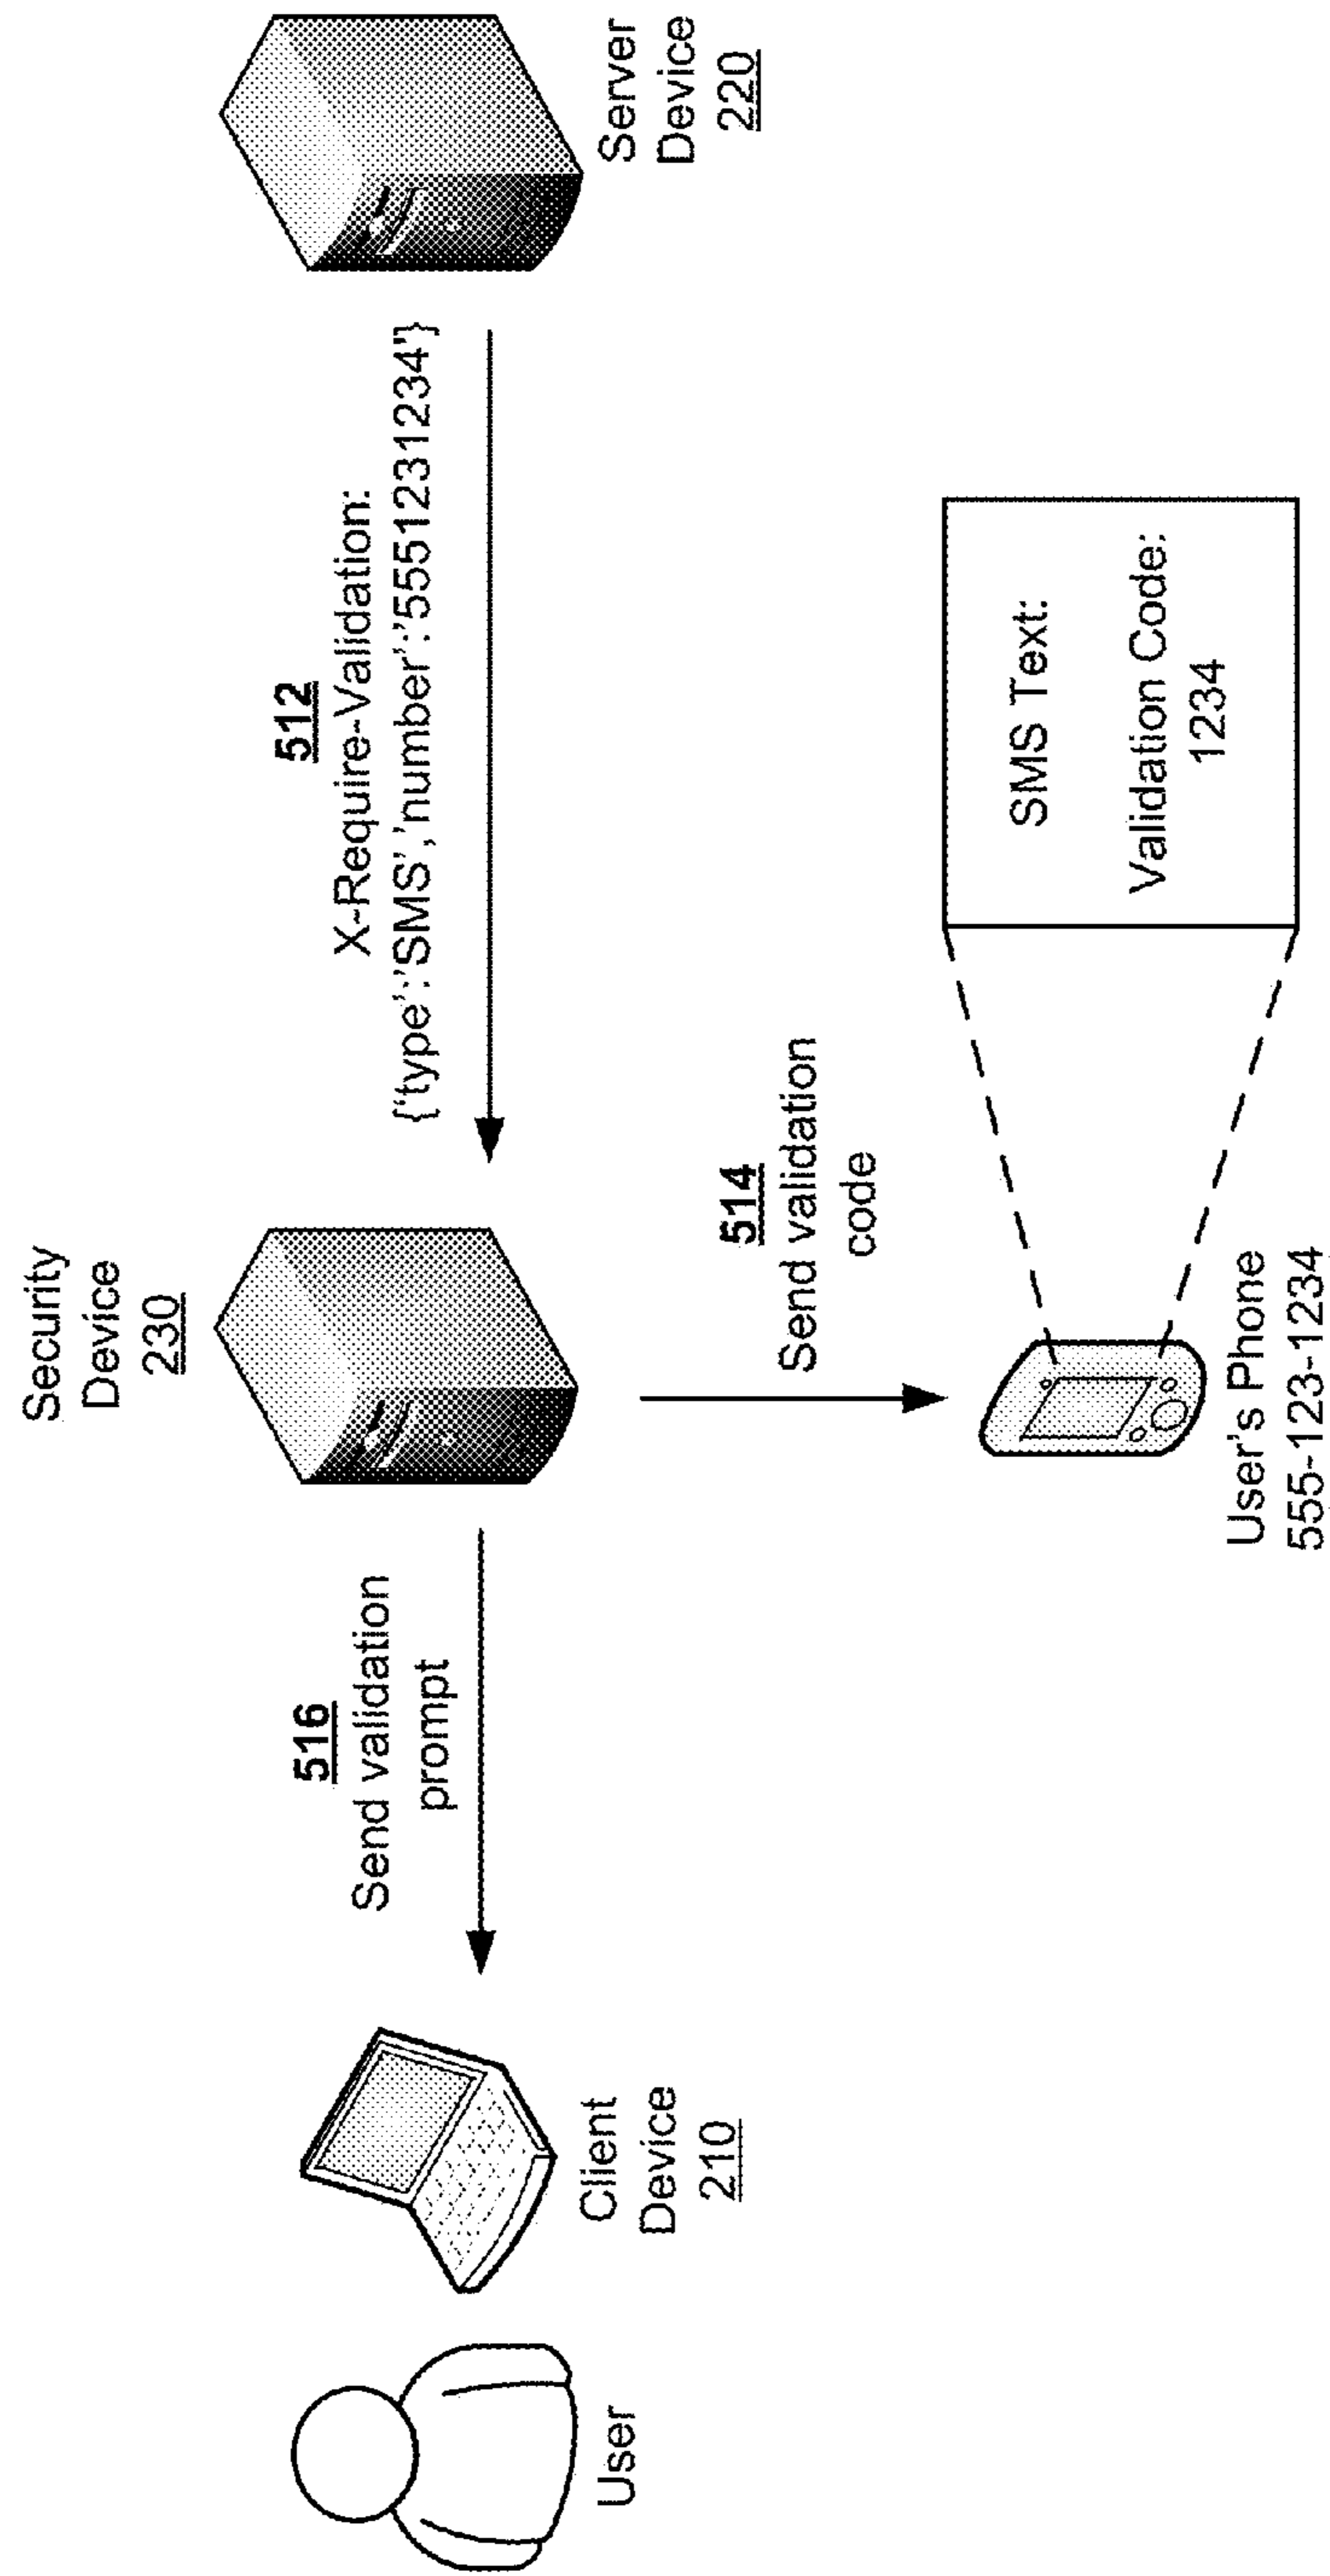 Security
Device
230
516
Send validation
prompt
512
X-Require-Validation:
{‘type’:’SMS’,’number’:’5551231234’}
User
Client
Device
210
Server
Device
220
514
Send validation
code
User's Phone
555-123-1234
SMS Text:
Validation Code:
1234